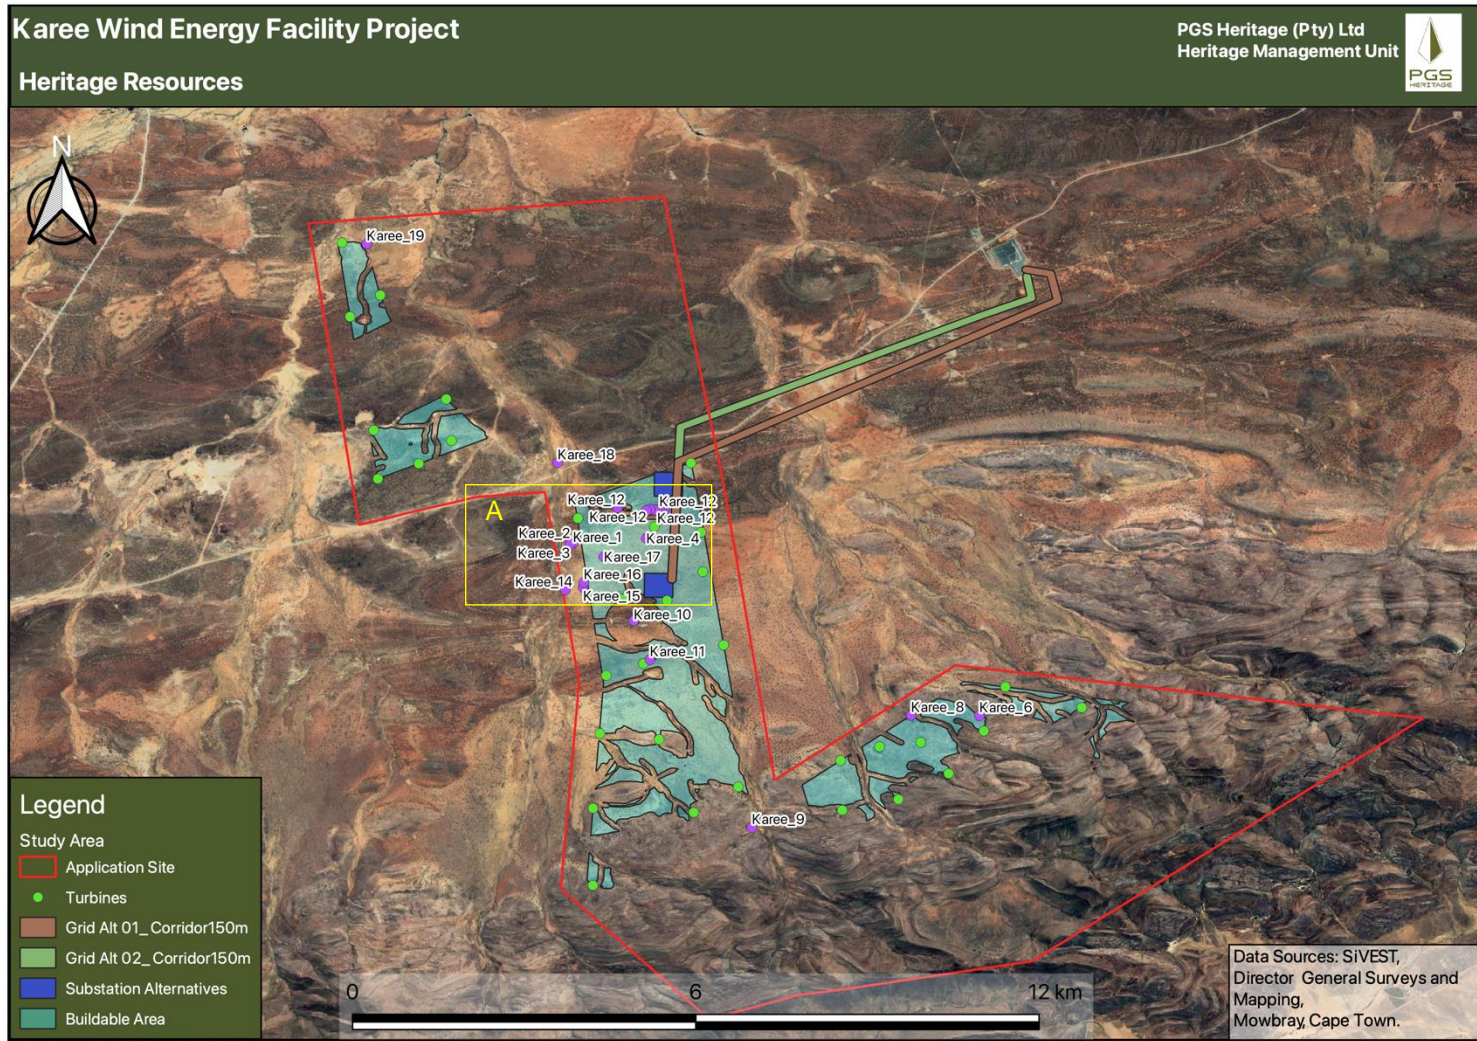 Karee Wind Energy Facility Project
Heritage Resources
PGS Heritage (Pty) Ltd
Heritage Management Unit
PGS
HERITAGE
N
Karee_19
Karee_18
Karee_12
Karee_12
Karee_12
Karee_12
A
Karee_2
Karee_1
Karee_4
Karee_3
Karee_17
Karee_16
Karee_14
Karee_15
Karee_10
Karee_11
Karee_8
Karee_6
Karee_9
Legend
Study Area
Application Site
Turbines
Grid Alt 01_Corridor150m
Grid Alt 02_Corridor150m
Substation Alternatives
Buildable Area
0 6 12 km
Data Sources: SiVEST,
Director General Surveys and
Mapping,
Mowbray, Cape Town.